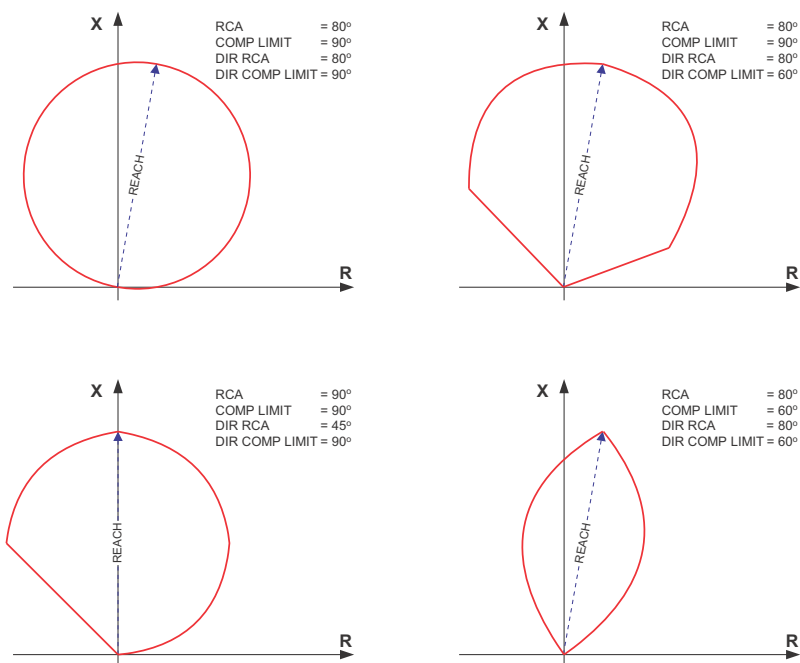 X
RCA = 80º
COMP LIMIT = 90º
DIR RCA = 80º
DIR COMP LIMIT = 90º
REACH
R
X
RCA = 80º
COMP LIMIT = 90º
DIR RCA = 80º
DIR COMP LIMIT = 60º
REACH
R
X
RCA = 90º
COMP LIMIT = 90º
DIR RCA = 45º
DIR COMP LIMIT = 90º
REACH
R
X
RCA = 80º
COMP LIMIT = 60º
DIR RCA = 80º
DIR COMP LIMIT = 60º
REACH
R